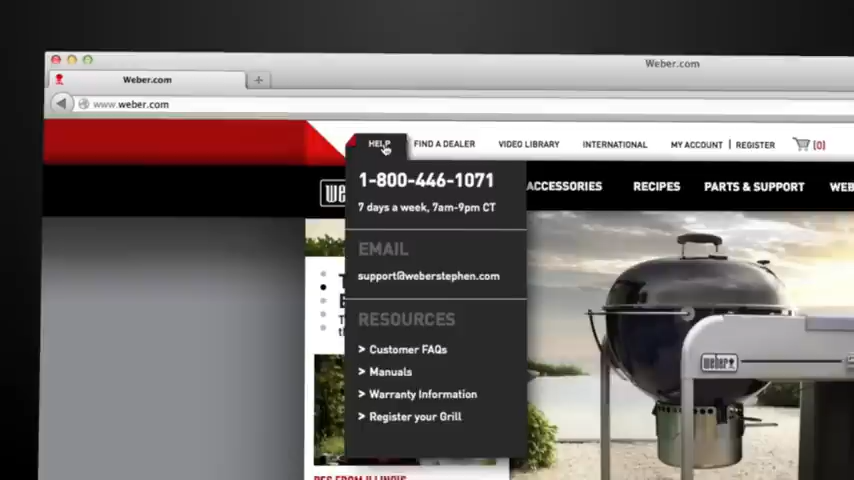 Weber.com
Weber.com
www.weber.com
HELP
FIND A DEALER
VIDEO LIBRARY
INTERNATIONAL
MY ACCOUNT | REGISTER
(0)
1-800-446-1071
7 days a week, 7am-9pm CT
ACCESSORIES
RECIPES
PARTS & SUPPORT
EMAIL
support@weberstephen.com
RESOURCES
> Customer FAQs
> Manuals
> Warranty Information
> Register your Grill
weber